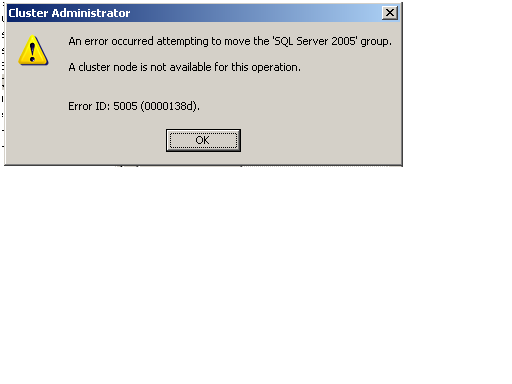 Cluster Administrator
An error occurred attempting to move the 'SQL Server 2005' group.
A cluster node is not available for this operation.
Error ID: 5005 (0000138d).
OK